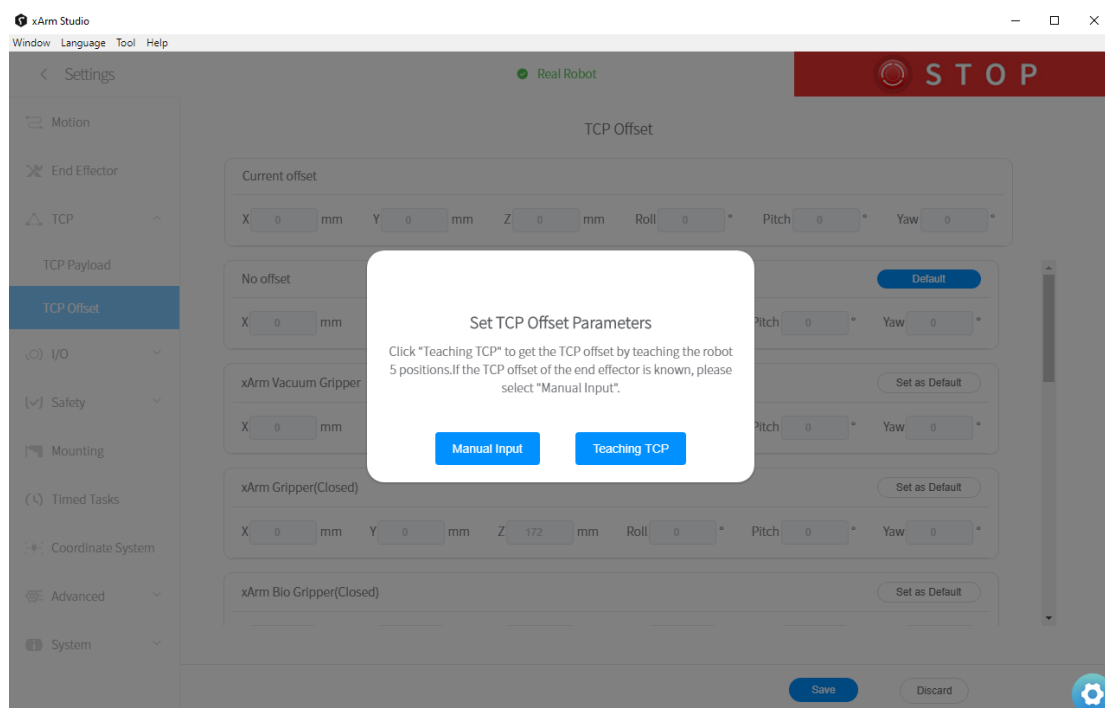 xArm Studio
Window Language Tool Help
Settings
Real Robot
STOP
Motion
End Effector
TCP
TCP Payload
TCP Offset
I/O
Safety
Mounting
Timed Tasks
Coordinate System
Advanced
System
TCP Offset
Current offset
X 0 mm Y 0 mm Z 0 mm Roll 0 ° Pitch 0 ° Yaw 0 °
No offset Default
X 0 mm Pitch 0 ° Yaw 0 °
xArm Vacuum Gripper Set as Default
X 0 mm Pitch 0 ° Yaw 0 °
xArm Gripper(Closed) Set as Default
X 0 mm Y 0 mm Z 172 mm Roll 0 ° Pitch 0 ° Yaw 0 °
xArm Bio Gripper(Closed) Set as Default
Set TCP Offset Parameters
Click "Teaching TCP" to get the TCP offset by teaching the robot
5 positions.If the TCP offset of the end effector is known, please
select "Manual Input".
Manual Input Teaching TCP
Save Discard